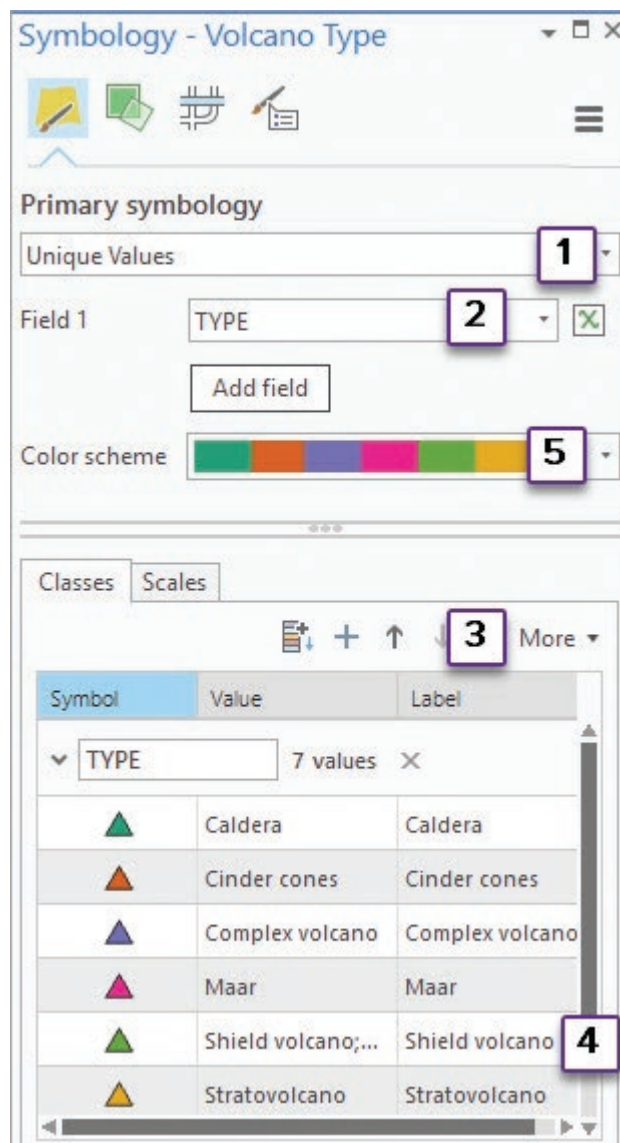 Symbology - Volcano Type
Primary symbology
Unique Values 1
Field 1 TYPE 2
Add field
Color scheme 5
Classes Scales
3 More
Symbol Value Label
TYPE 7 values
Caldera Caldera
Cinder cones Cinder cones
Complex volcano Complex volcano
Maar Maar
Shield volcano;... Shield volcano 4
Stratovolcano Stratovolcano